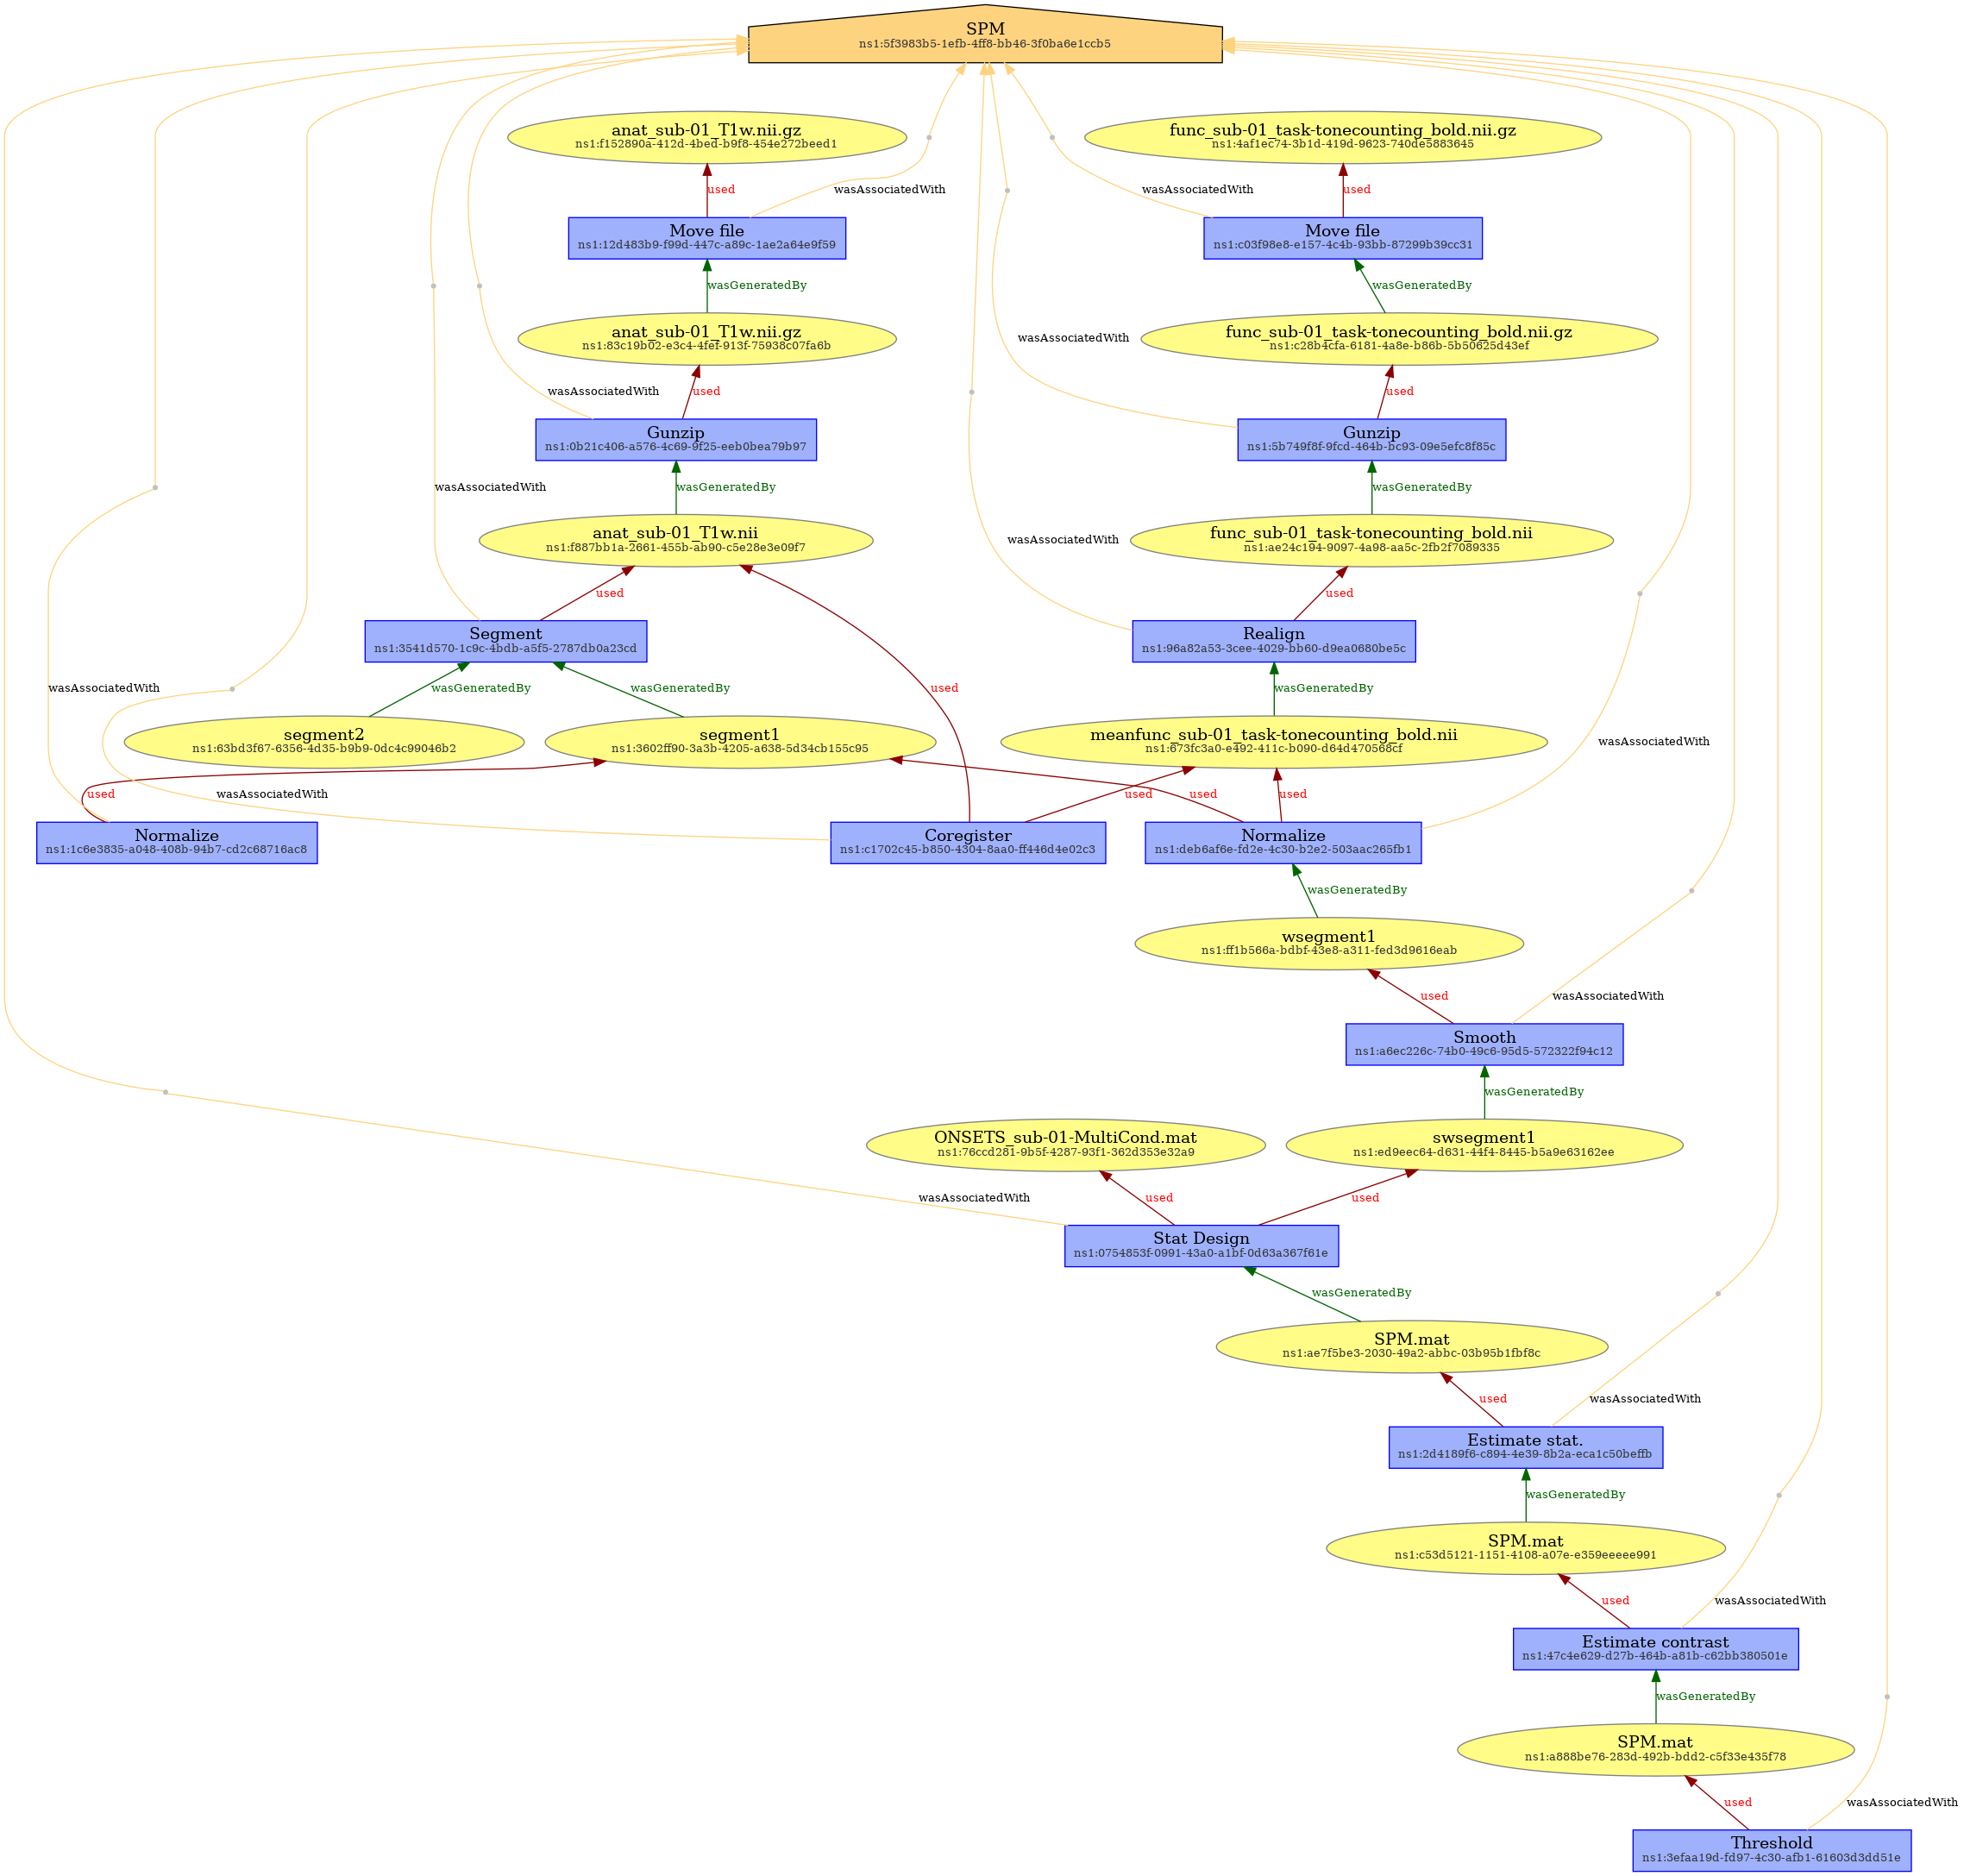 SPM
ns1:5f3983b5-1efb-4ff8-bb46-3f0ba6e1ccb5
anat_sub-01_T1w.nii.gz
ns1:f152890a-412d-4bed-b9f8-454e272beed1
func_sub-01_task-tonecounting_bold.nii.gz
ns1:4af1ec74-3b1d-419d-9623-740de5883645
used
wasAssociatedWith
wasAssociatedWith
used
Move file
ns1:12d483b9-f99d-447c-a89c-1ae2a64e9f59
Move file
ns1:c03f98e8-e157-4c4b-93bb-87299b39cc31
wasGeneratedBy
wasGeneratedBy
anat_sub-01_T1w.nii.gz
ns1:83c19b02-e3c4-4fef-913f-75938c07fa6b
wasAssociatedWith
func_sub-01_task-tonecounting_bold.nii.gz
ns1:c28b4cfa-6181-4a8e-b86b-5b50625d43ef
wasAssociatedWith
used
used
Gunzip
ns1:0b21c406-a576-4c69-9f25-eeb0bea79b97
Gunzip
ns1:5b749f8f-9fcd-464b-bc93-09e5efc8f85c
wasAssociatedWith
wasGeneratedBy
wasGeneratedBy
anat_sub-01_T1w.nii
ns1:f887bb1a-2661-455b-ab90-c5e28e3e09f7
wasAssociatedWith
func_sub-01_task-tonecounting_bold.nii
ns1:ae24c194-9097-4a98-aa5c-2fb2f7089335
used
used
Segment
ns1:3541d570-1c9c-4bdb-a5f5-2787db0a23cd
Realign
ns1:96a82a53-3cee-4029-bb60-d9ea0680be5c
wasAssociatedWith
wasGeneratedBy
wasGeneratedBy
used
wasGeneratedBy
segment2
ns1:63bd3f67-6356-4d35-b9b9-0dc4c99046b2
segment1
ns1:3602ff90-3a3b-4205-a638-5d34cb155c95
meanfunc_sub-01_task-tonecounting_bold.nii
ns1:e73fc3a0-e492-411c-b090-d64d470568cf
wasAssociatedWith
used
wasAssociatedWith
used
used
used
Normalize
ns1:1c6e3835-a048-408b-94b7-cd2c68716ac8
Coregister
ns1:c1702c45-b850-4304-8aa0-ff446d4e02c3
Normalize
ns1:deb6af6e-fd2e-4c30-b2e2-503aac265fb1
wasGeneratedBy
wsegment1
ns1:ff1b566a-bdbf-43e8-a311-fed3d9616eab
used
wasAssociatedWith
Smooth
ns1:a6ec226c-74b0-49c6-95d5-572322f94c12
wasGeneratedBy
ONSETS_sub-01-MultiCond.mat
ns1:76ccd281-9b5f-4287-93f1-362d353e32a9
swsegment1
ns1:ed9eec64-d631-44f4-8445-b5a9e63162ee
wasAssociatedWith
used
used
Stat Design
ns1:0754853f-0991-43a0-a1bf-0d63a367f61e
wasGeneratedBy
SPM.mat
ns1:ae7f5be3-2030-49a2-abbc-03b95b1fbf8c
used
wasAssociatedWith
Estimate stat.
ns1:2d4189f6-c894-4e39-8b2a-eca1c50beffb
wasGeneratedBy
SPM.mat
ns1:c53d5121-1151-4108-a07e-e359eeeee991
used
wasAssociatedWith
Estimate contrast
ns1:47c4e629-d27b-464b-a81b-c62bb380501e
wasGeneratedBy
SPM.mat
ns1:a888be76-283d-492b-bdd2-c5f33e435f78
used
wasAssociatedWith
Threshold
ns1:3efaa19d-fd97-4c30-afb1-61603d3dd51e